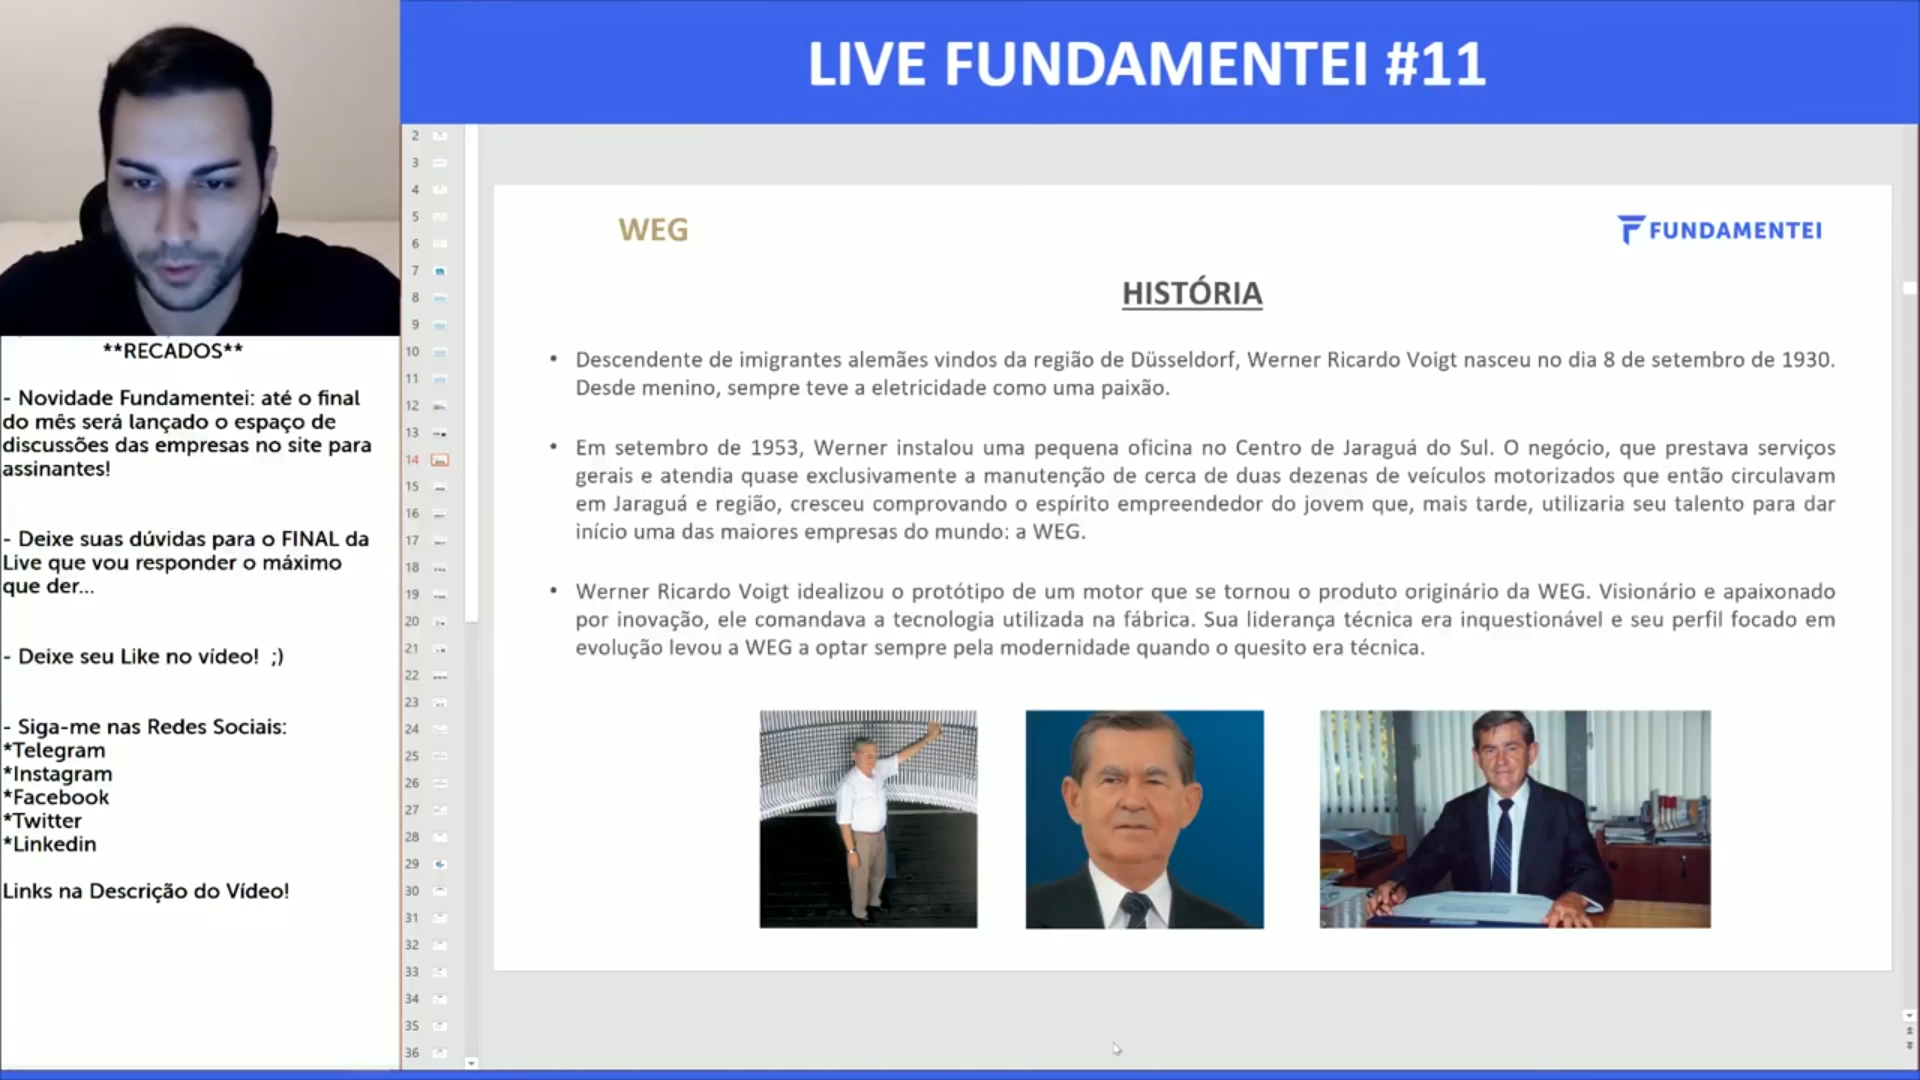 LIVE FUNDAMENTEI #11
**RECADOS**
- Novidade Fundamentei: até o final
do mês será lançado o espaço de
discussões das empresas no site para
assinantes!
- Deixe suas dúvidas para o FINAL da
Live que vou responder o máximo
que der...
- Deixe seu Like no vídeo! ;)
- Siga-me nas Redes Sociais:
*Telegram
*Instagram
*Facebook
*Twitter
*Linkedin
Links na Descrição do Vídeo!
2
3
4
5
6
7
8
9
10
11
12
13
14
15
16
17
18
19
20
21
22
23
24
25
26
27
28
29
30
31
32
33
34
35
36
WEG
FUNDAMENTEI
HISTÓRIA
• Descendente de imigrantes alemães vindos da região de Düsseldorf, Werner Ricardo Voigt nasceu no dia 8 de setembro de 1930.
Desde menino, sempre teve a eletricidade como uma paixão.
• Em setembro de 1953, Werner instalou uma pequena oficina no Centro de Jaraguá do Sul. O negócio, que prestava serviços
gerais e atendia quase exclusivamente a manutenção de cerca de duas dezenas de veículos motorizados que então circulavam
em Jaraguá e região, cresceu comprovando o espírito empreendedor do jovem que, mais tarde, utilizaria seu talento para dar
início uma das maiores empresas do mundo: a WEG.
• Werner Ricardo Voigt idealizou o protótipo de um motor que se tornou o produto originário da WEG. Visionário e apaixonado
por inovação, ele comandava a tecnologia utilizada na fábrica. Sua liderança técnica era inquestionável e seu perfil focado em
evolução levou a WEG a optar sempre pela modernidade quando o quesito era técnica.